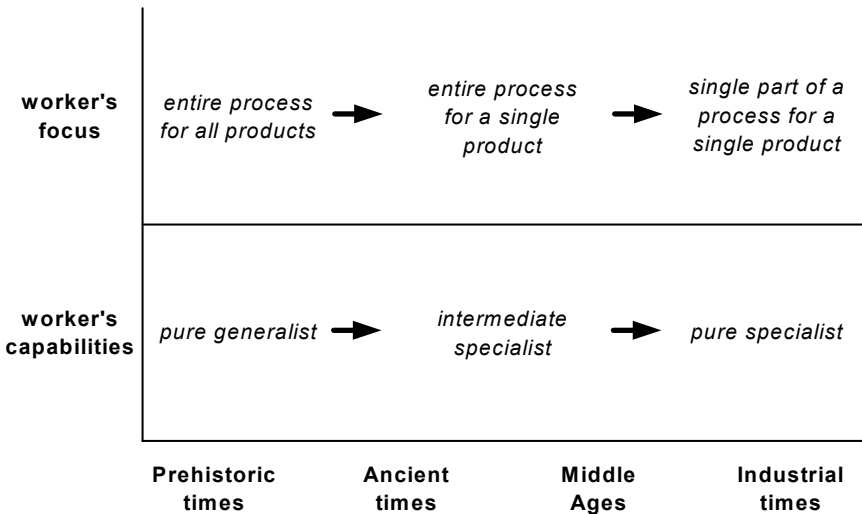 worker's
focus
entire process
for all products
entire process
for a single
product
single part of a
process for a
single product
worker's
capabilities
pure generalist
intermediate
specialist
pure specialist
Prehistoric
times
Ancient
times
Middle
Ages
Industrial
times